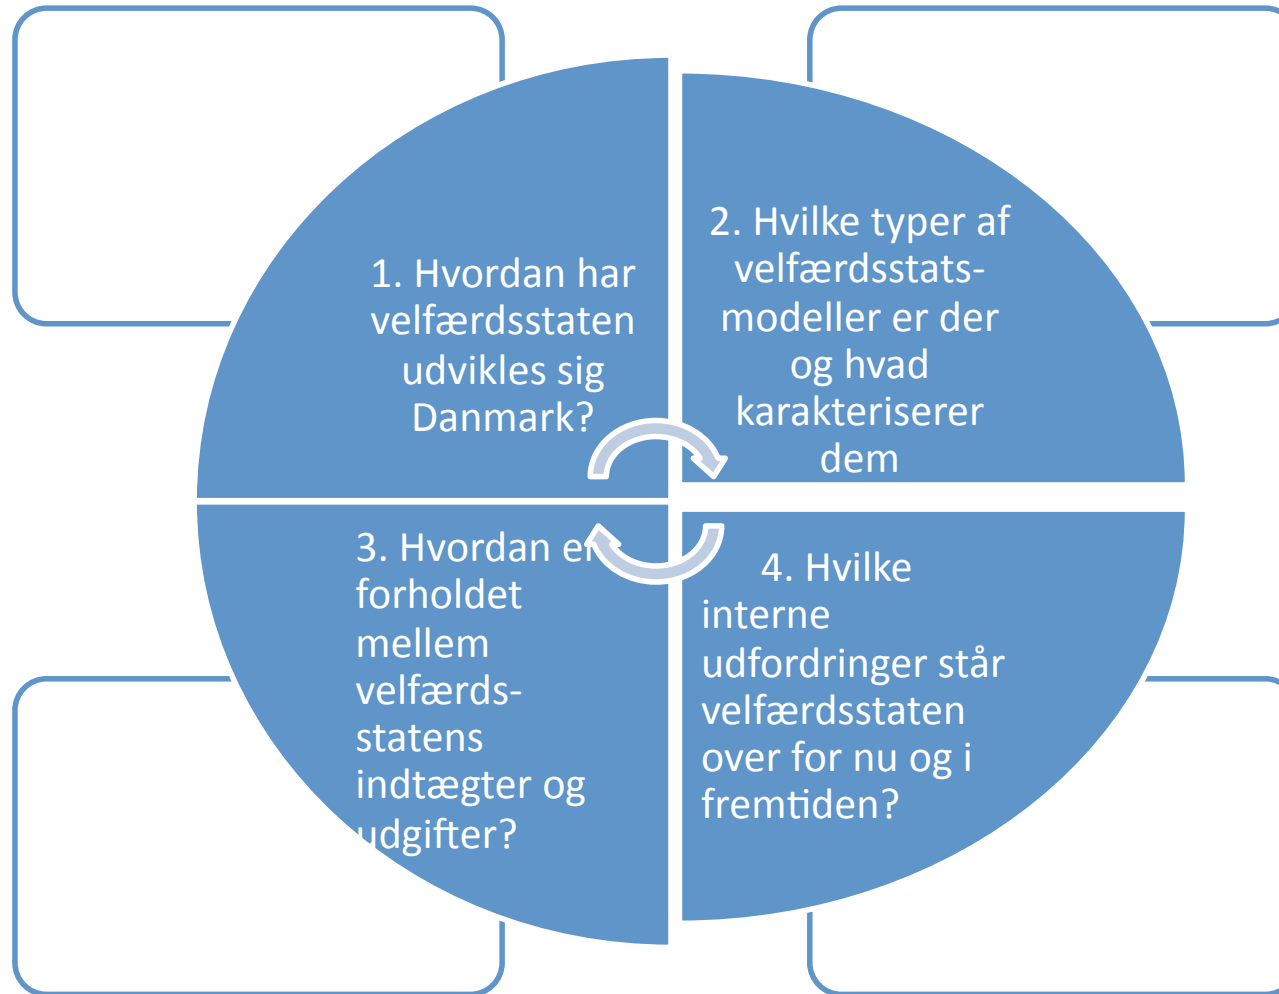 1. Hvordan har
velfærdsstaten
udvikles sig
Danmark?
2. Hvilke typer af
velfærdsstats-
modeller er der
og hvad
karakteriserer
dem
3. Hvordan er
forholdet
mellem
velfærds-
statens
indtægter og
udgifter?
4. Hvilke
interne
udfordringer står
velfærdsstaten
over for nu og i
fremtiden?